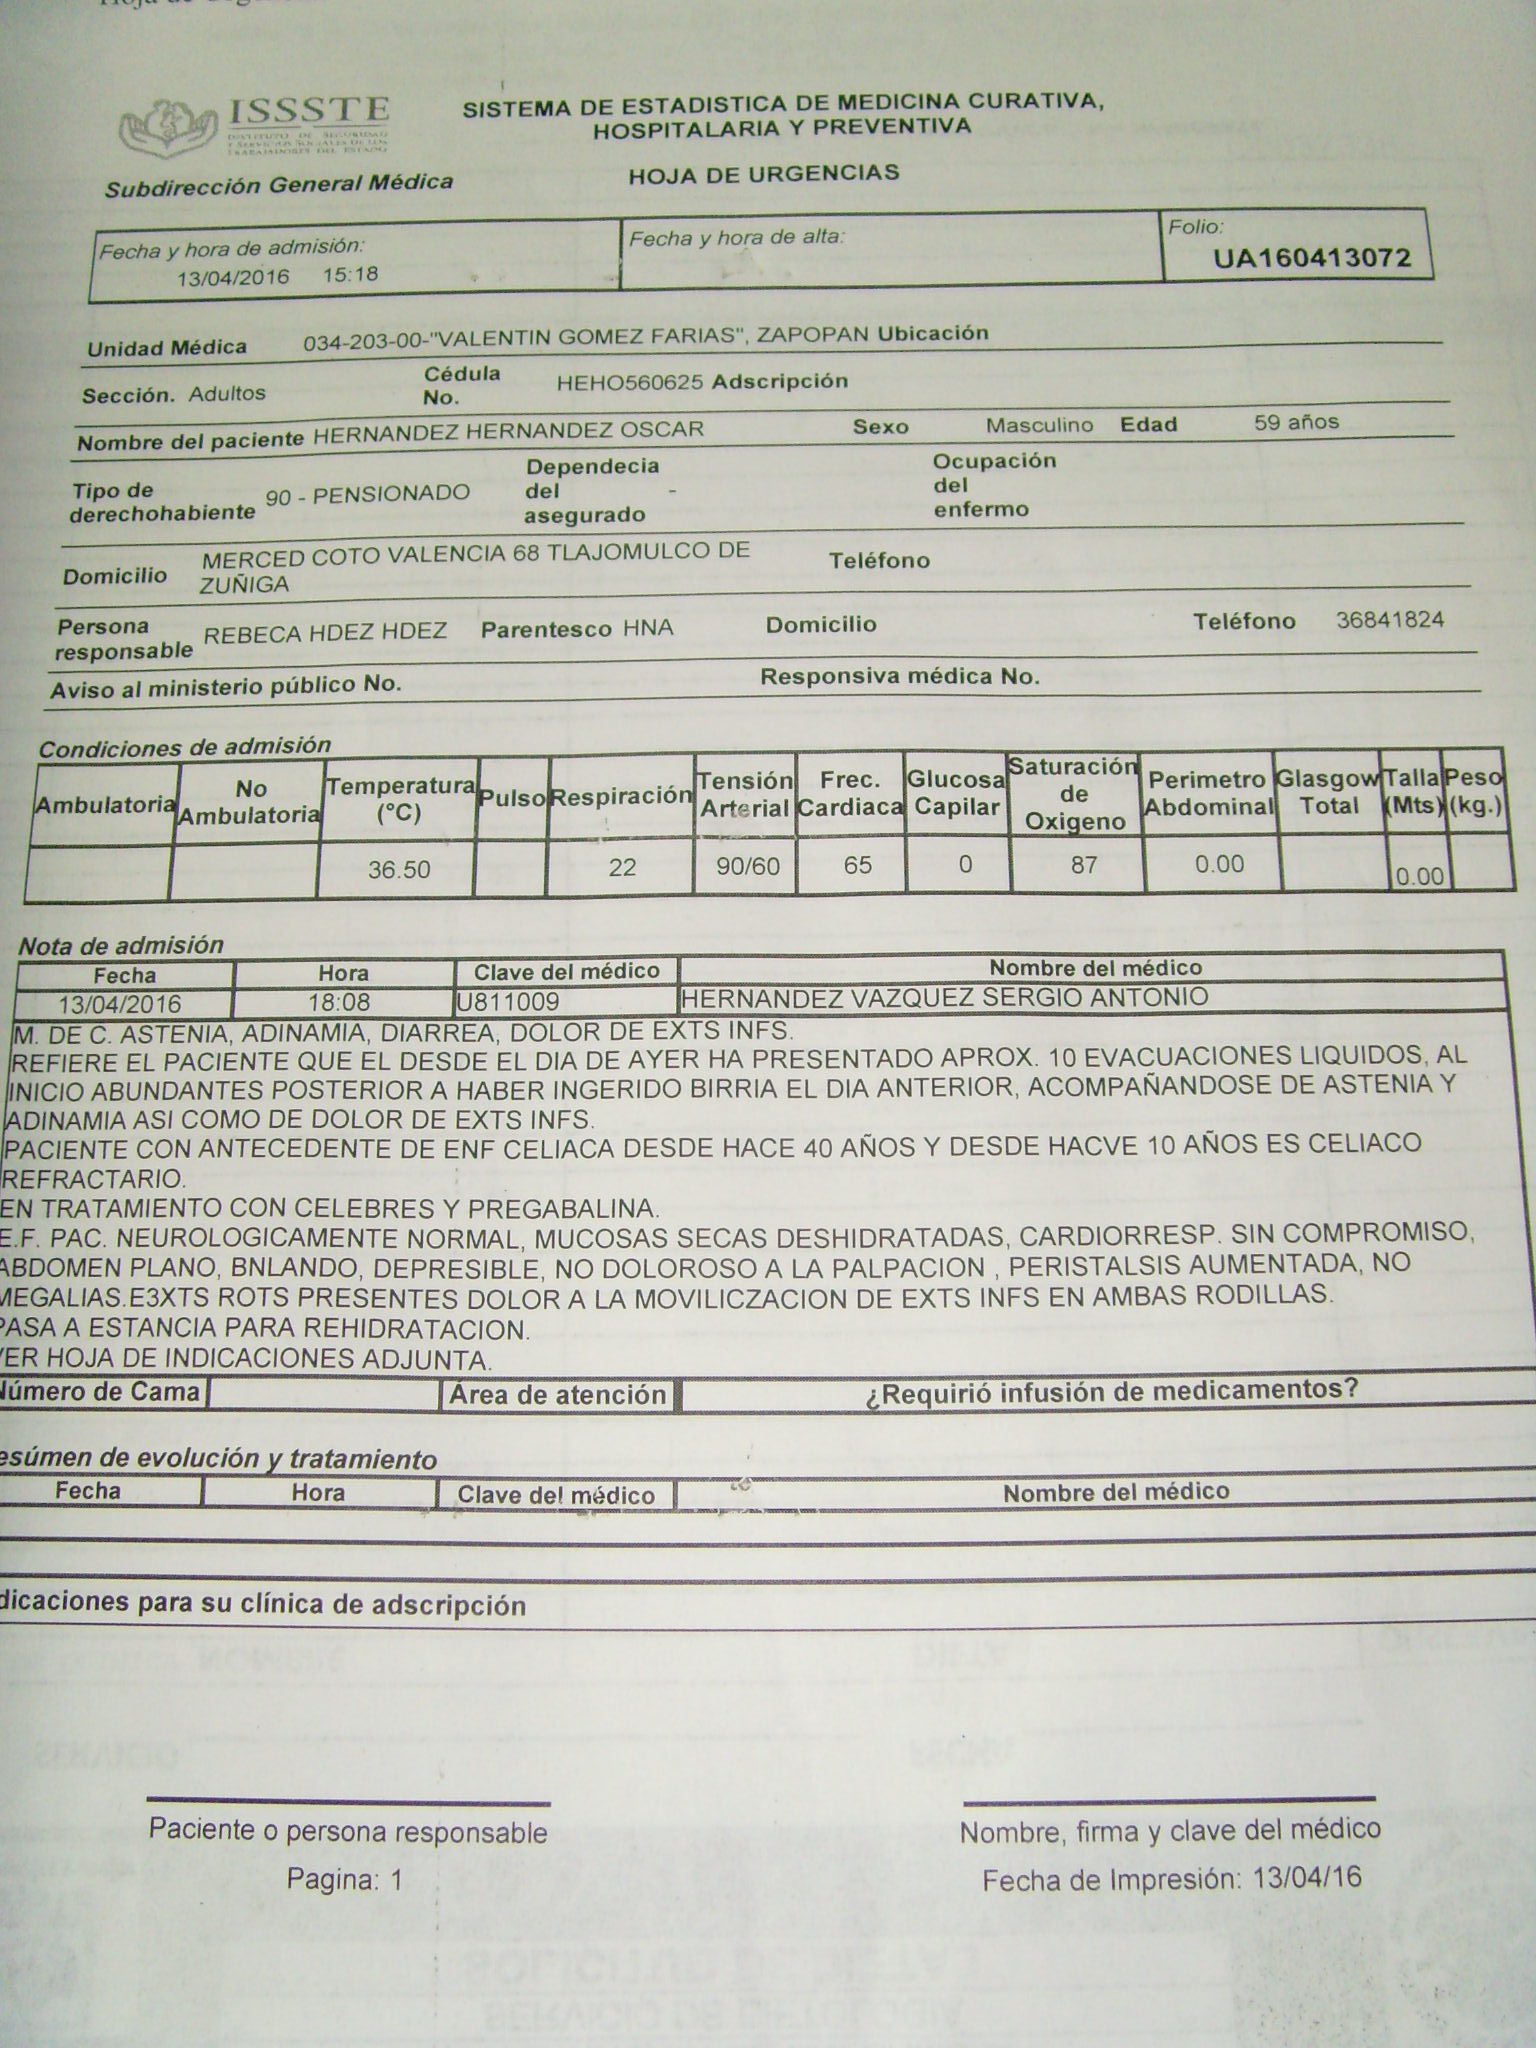 ISSSTE
INSTITUTO DE SEGURIDAD
Y SERVICIOS SOCIALES DE LOS
TRABAJADORES DEL ESTADO
SISTEMA DE ESTADISTICA DE MEDICINA CURATIVA,
HOSPITALARIA Y PREVENTIVA
Subdirección General Médica
HOJA DE URGENCIAS
Fecha y hora de admisión: Fecha y hora de alta: Folio:
13/04/2016 15:18 UA160413072
Unidad Médica 034-203-00-"VALENTIN GOMEZ FARIAS", ZAPOPAN Ubicación
Sección. Adultos Cédula No. HEHO560625 Adscripción
Nombre del paciente HERNANDEZ HERNANDEZ OSCAR Sexo Masculino Edad 59 años
Tipo de derechohabiente 90 - PENSIONADO Dependecia del asegurado - Ocupación del enfermo
Domicilio MERCED COTO VALENCIA 68 TLAJOMULCO DE ZUÑIGA Teléfono
Persona responsable REBECA HDEZ HDEZ Parentesco HNA Domicilio Teléfono 36841824
Aviso al ministerio público No. Responsiva médica No.
Condiciones de admisión
Ambulatoria No Ambulatoria Temperatura (°C) Pulso Respiración Tensión Arterial Frec. Cardiaca Glucosa Capilar Saturación de Oxigeno Perimetro Abdominal Glasgow Total Talla (Mts) Peso (kg.)
36.50 22 90/60 65 0 87 0.00 0.00
Nota de admisión
Fecha Hora Clave del médico Nombre del médico
13/04/2016 18:08 U811009 HERNANDEZ VAZQUEZ SERGIO ANTONIO
M. DE C. ASTENIA, ADINAMIA, DIARREA, DOLOR DE EXTS INFS.
REFIERE EL PACIENTE QUE EL DESDE EL DIA DE AYER HA PRESENTADO APROX. 10 EVACUACIONES LIQUIDOS, AL
INICIO ABUNDANTES POSTERIOR A HABER INGERIDO BIRRIA EL DIA ANTERIOR, ACOMPAÑANDOSE DE ASTENIA Y
ADINAMIA ASI COMO DE DOLOR DE EXTS INFS.
PACIENTE CON ANTECEDENTE DE ENF CELIACA DESDE HACE 40 AÑOS Y DESDE HACVE 10 AÑOS ES CELIACO
REFRACTARIO.
EN TRATAMIENTO CON CELEBRES Y PREGABALINA.
E.F. PAC. NEUROLOGICAMENTE NORMAL, MUCOSAS SECAS DESHIDRATADAS, CARDIORRESP. SIN COMPROMISO,
ABDOMEN PLANO, BNLANDO, DEPRESIBLE, NO DOLOROSO A LA PALPACION , PERISTALSIS AUMENTADA, NO
MEGALIAS.E3XTS ROTS PRESENTES DOLOR A LA MOVILICZACION DE EXTS INFS EN AMBAS RODILLAS.
PASA A ESTANCIA PARA REHIDRATACION.
VER HOJA DE INDICACIONES ADJUNTA.
Número de Cama Área de atención ¿Requirió infusión de medicamentos?
esúmen de evolución y tratamiento
Fecha Hora Clave del médico Nombre del médico
dicaciones para su clínica de adscripción
Paciente o persona responsable Nombre, firma y clave del médico
Pagina: 1 Fecha de Impresión: 13/04/16